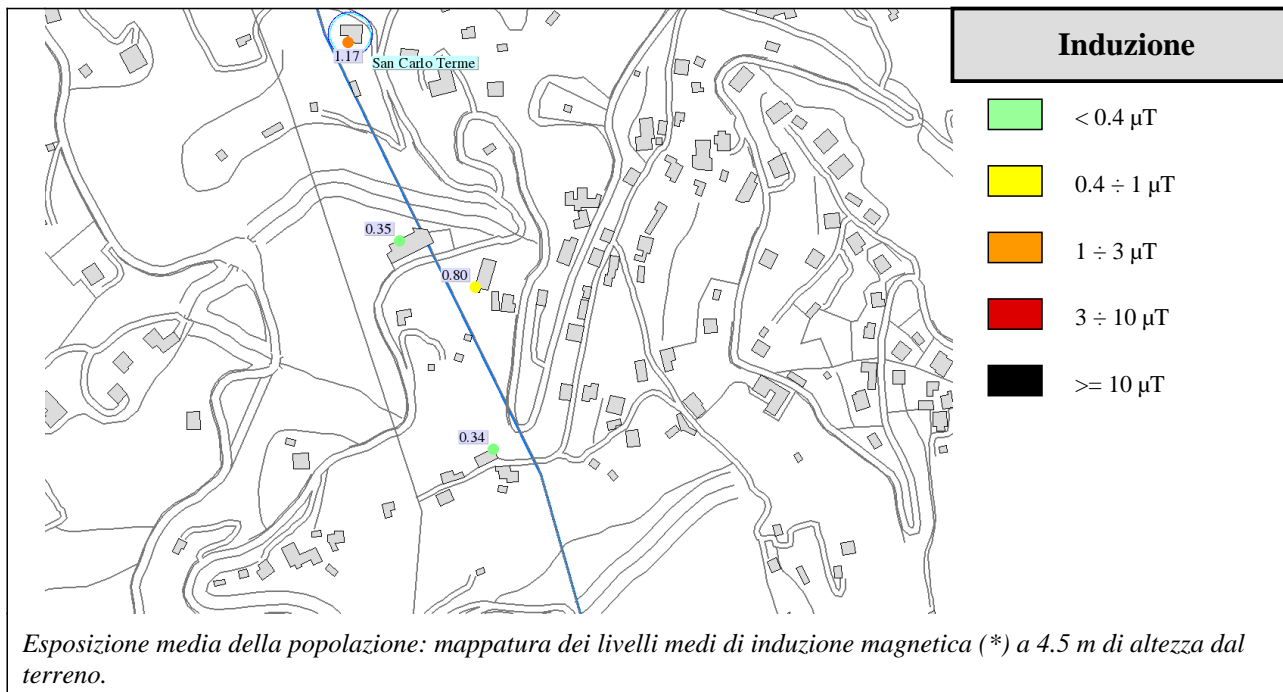 1.17
San Carlo Terme
0.35
0.80
0.34
Induzione
< 0.4 µT
0.4 ÷ 1 µT
1 ÷ 3 µT
3 ÷ 10 µT
>= 10 µT
Esposizione media della popolazione: mappatura dei livelli medi di induzione magnetica (*) a 4.5 m di altezza dal
terreno.